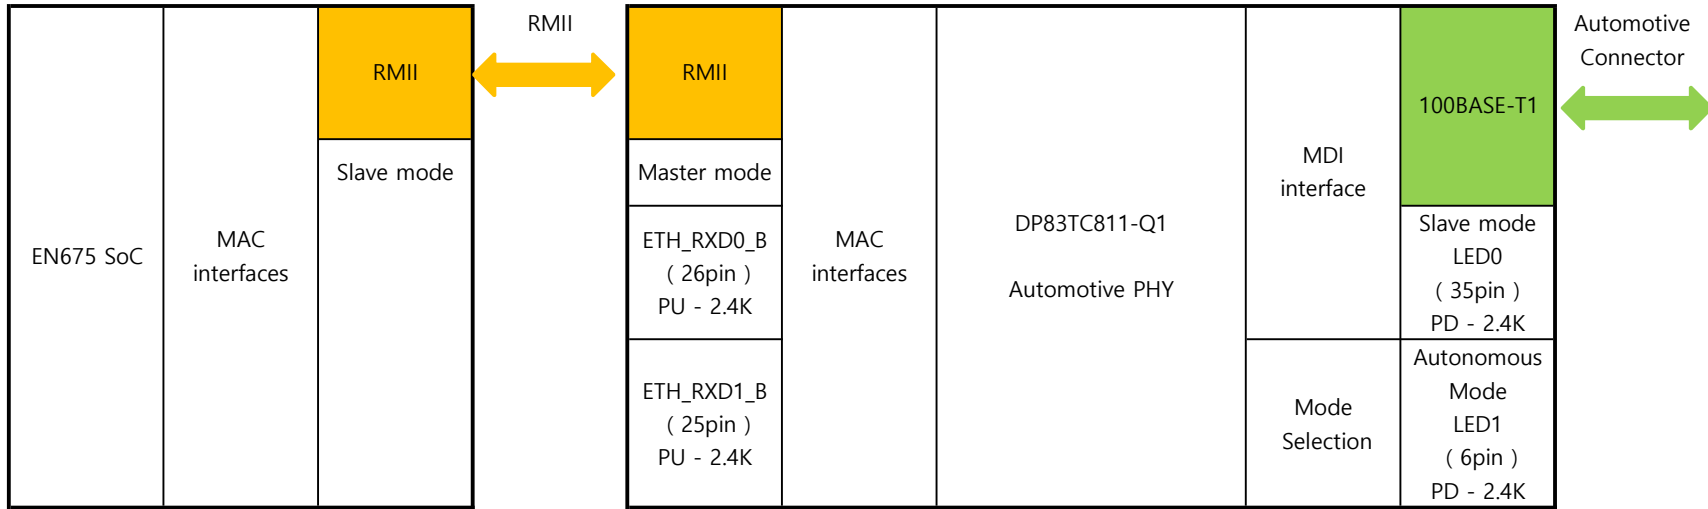 EN675 SoC
MAC
interfaces
RMII
Slave mode
RMII
RMII
Master mode
ETH_RXD0_B
( 26pin )
PU - 2.4K
ETH_RXD1_B
( 25pin )
PU - 2.4K
MAC
interfaces
DP83TC811-Q1
Automotive PHY
MDI
interface
Mode
Selection
100BASE-T1
Slave mode
LED0
( 35pin )
PD - 2.4K
Autonomous
Mode
LED1
( 6pin )
PD - 2.4K
Automotive
Connector